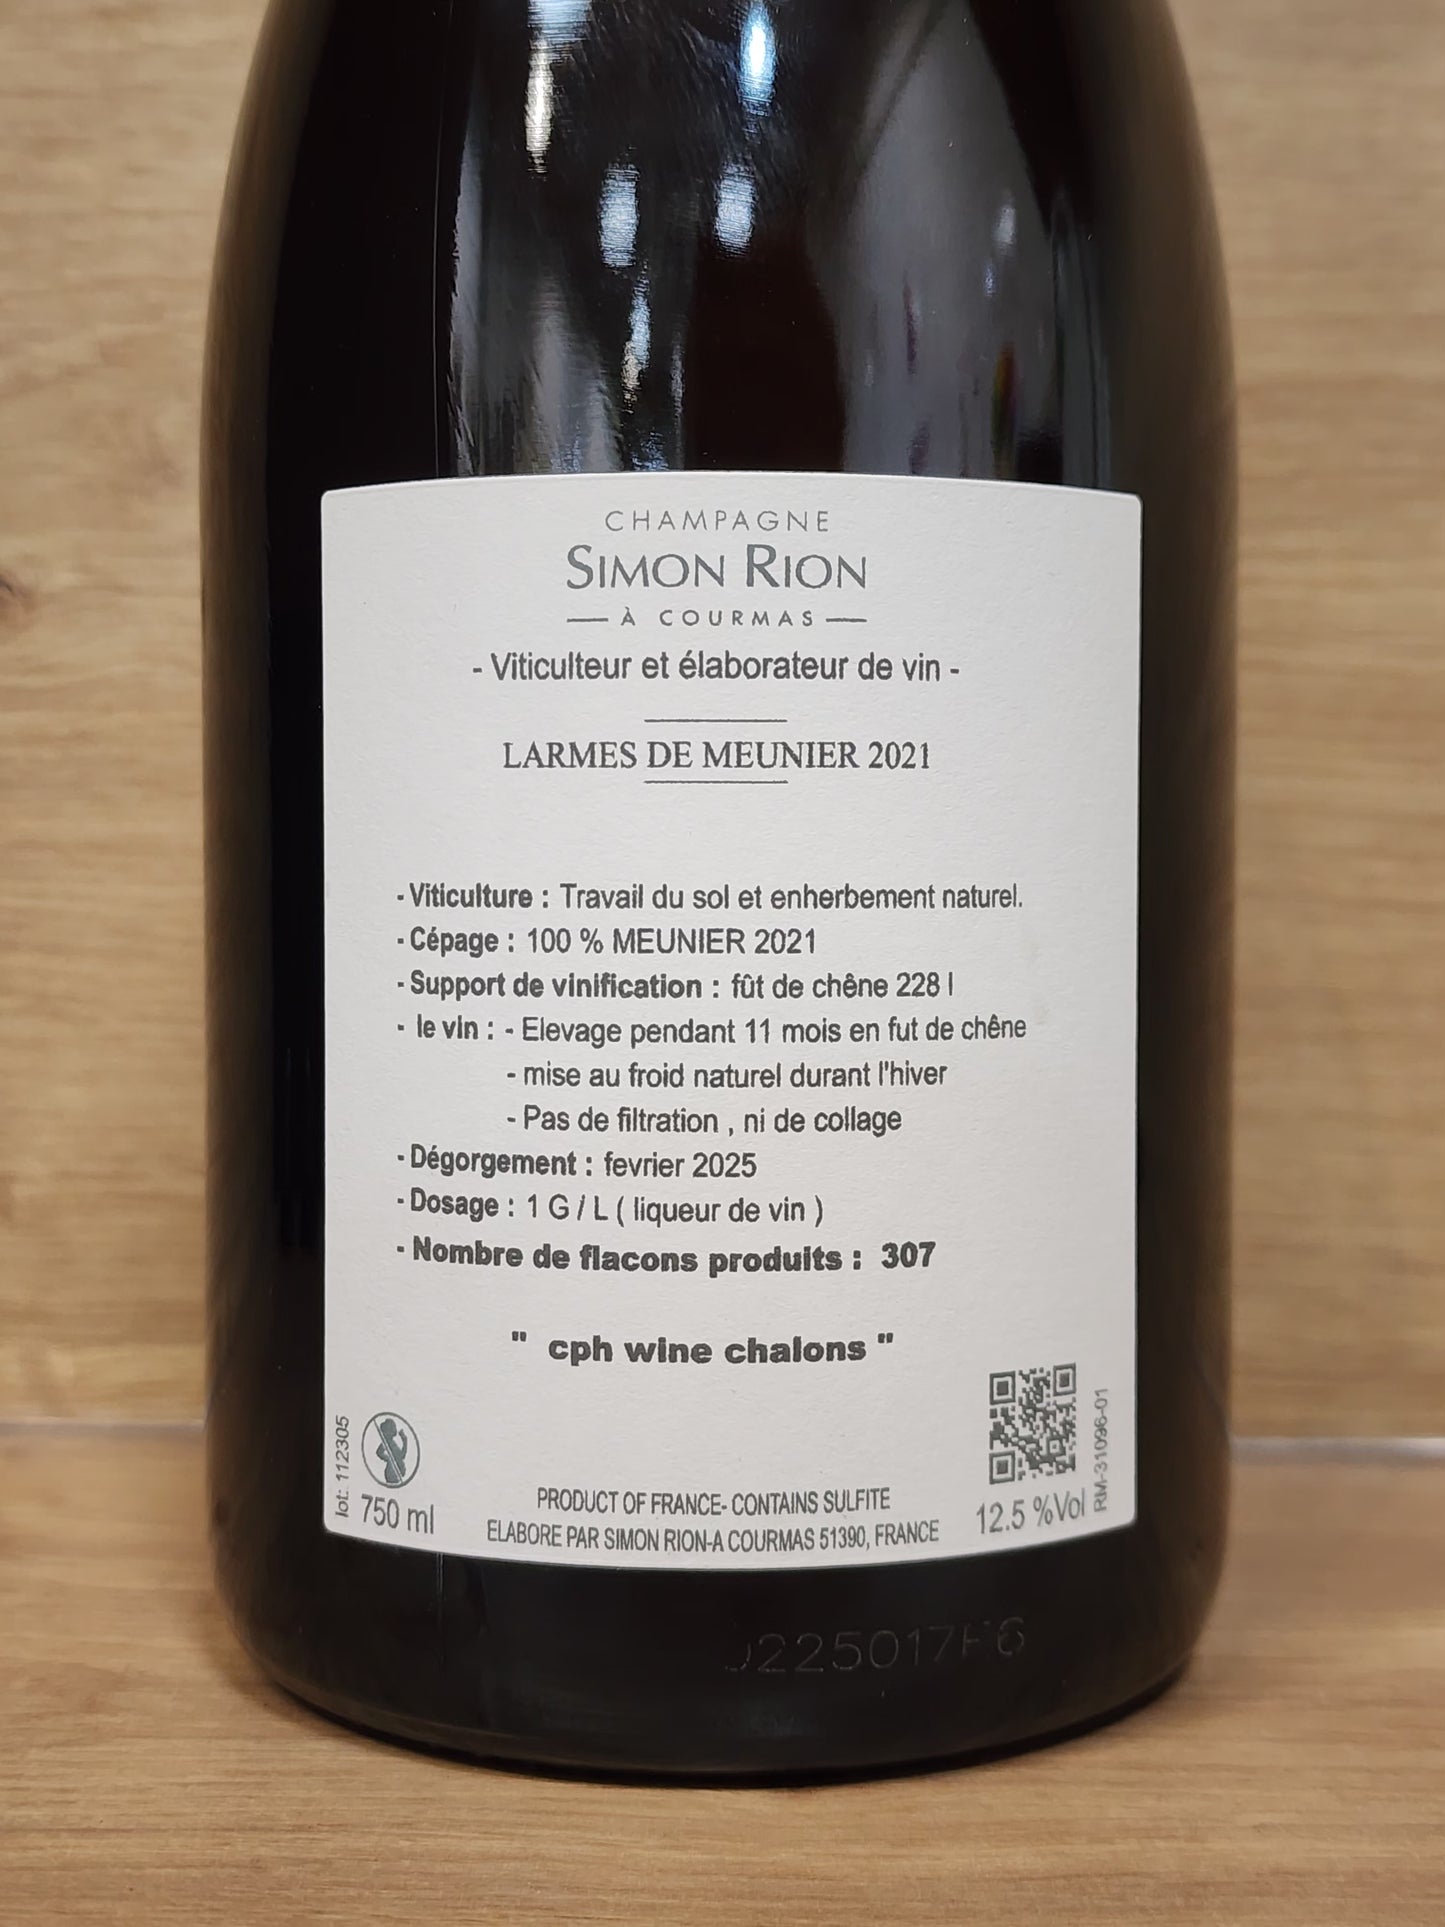 CHAMPAGNE
SIMON RION
À COURMAS
- Viticulteur et élaborateur de vin -
LARMES DE MEUNIER 2021
- Viticulture : Travail du sol et enherbement naturel.
- Cépage : 100 % MEUNIER 2021
- Support de vinification : fût de chêne 228 l
- le vin : - Elevage pendant 11 mois en fut de chêne
- mise au froid naturel durant l'hiver
- Pas de filtration , ni de collage
- Dégorgement : fevrier 2025
- Dosage : 1 G / L ( liqueur de vin )
- Nombre de flacons produits : 307
" cph wine chalons "
lot: 112305
750 ml
PRODUCT OF FRANCE- CONTAINS SULFITE
ELABORE PAR SIMON RION-A COURMAS 51390, FRANCE
12.5 %Vol
RM-31096-01